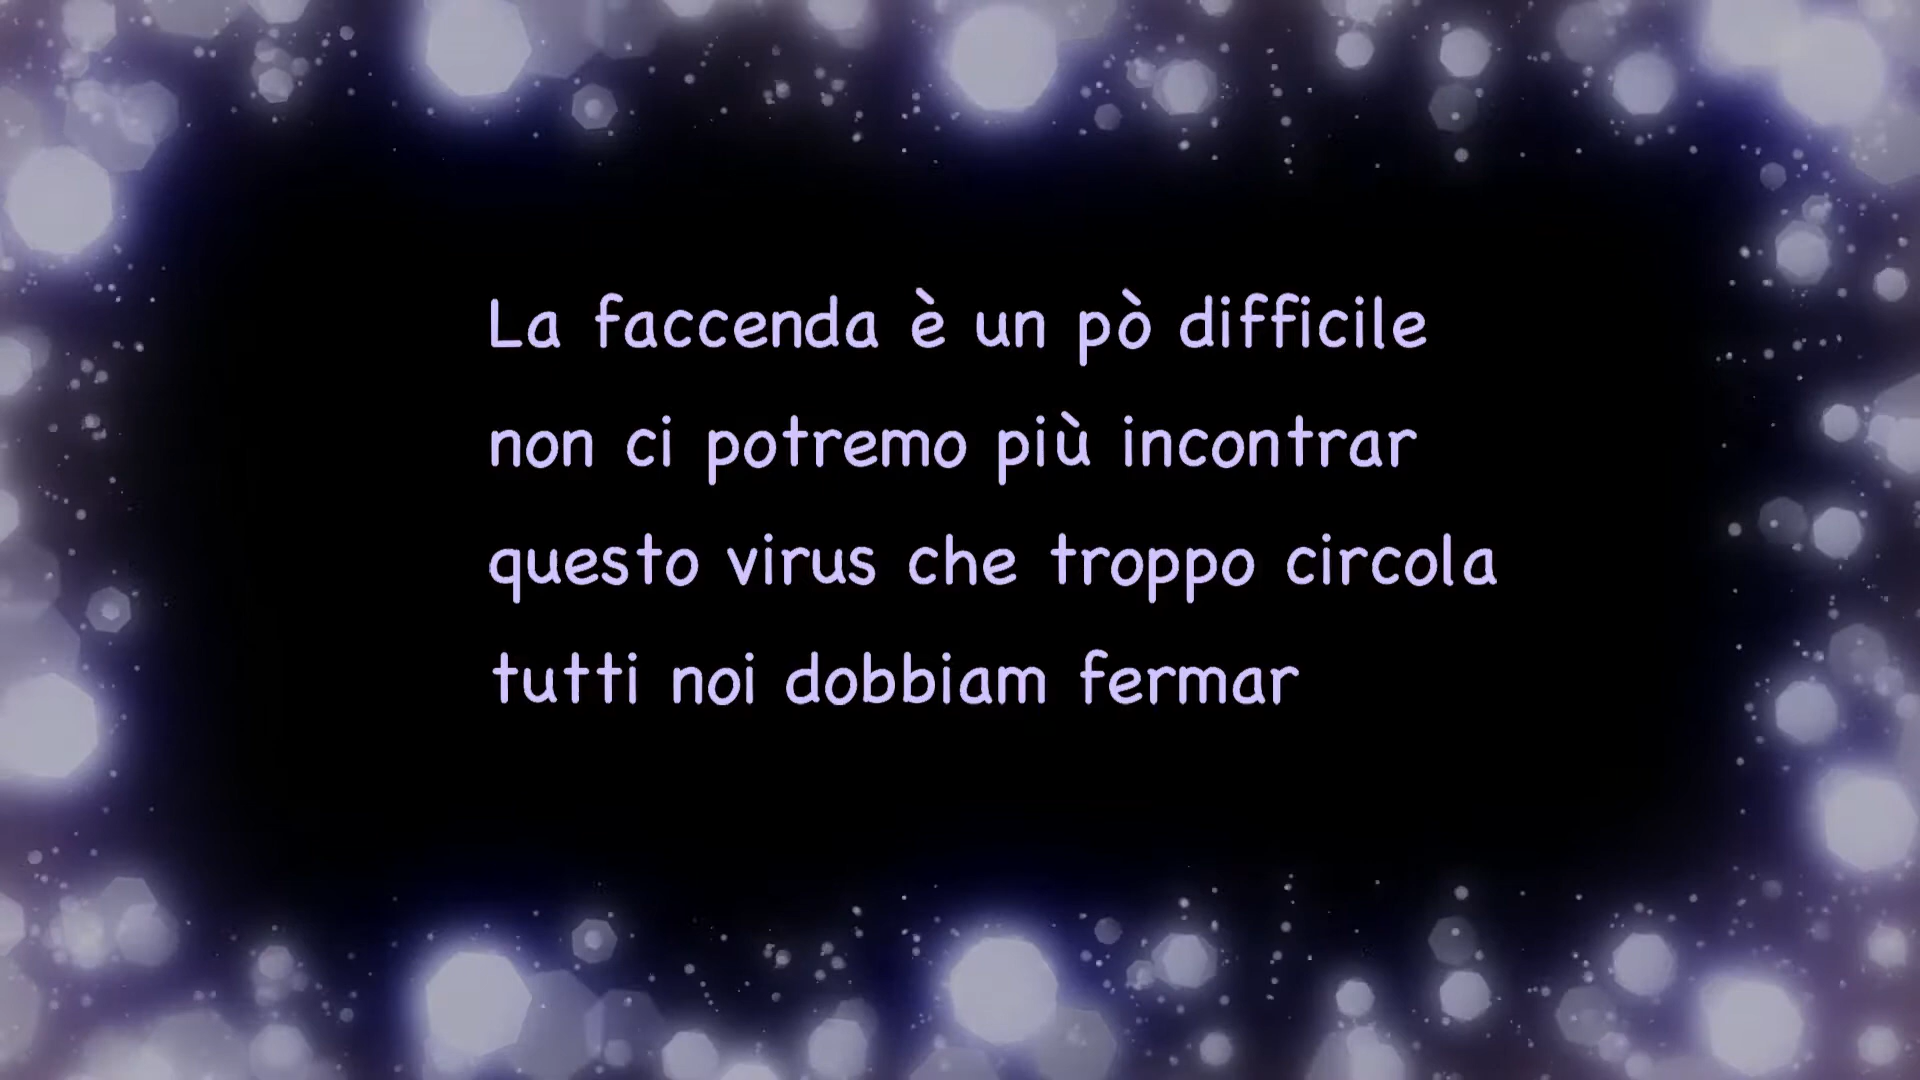 La faccenda è un pò difficile
non ci potremo più incontrar
questo virus che troppo circola
tutti noi dobbiam fermar